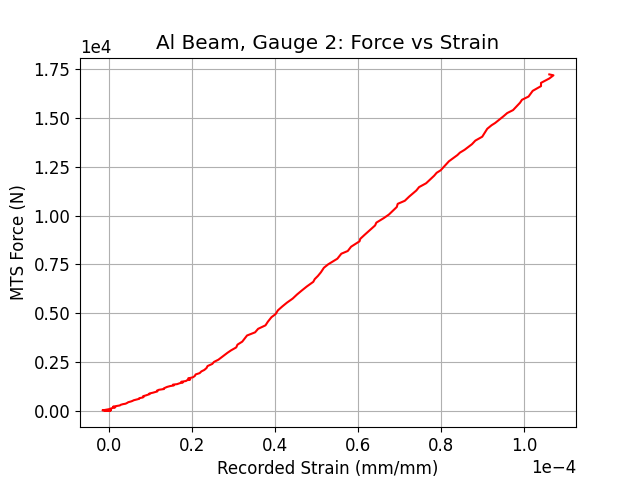 Al Beam, Gauge 2: Force vs Strain
1e4
1.75
1.50
1.25
1.00
0.75
0.50
0.25
0.00
MTS Force (N)
0.0 0.2 0.4 0.6 0.8 1.0
Recorded Strain (mm/mm)
1e−4